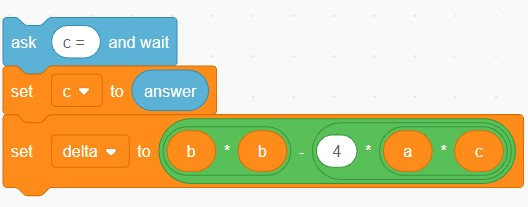 ask c = and wait
set c to answer
set delta to b * b - 4 * a * c